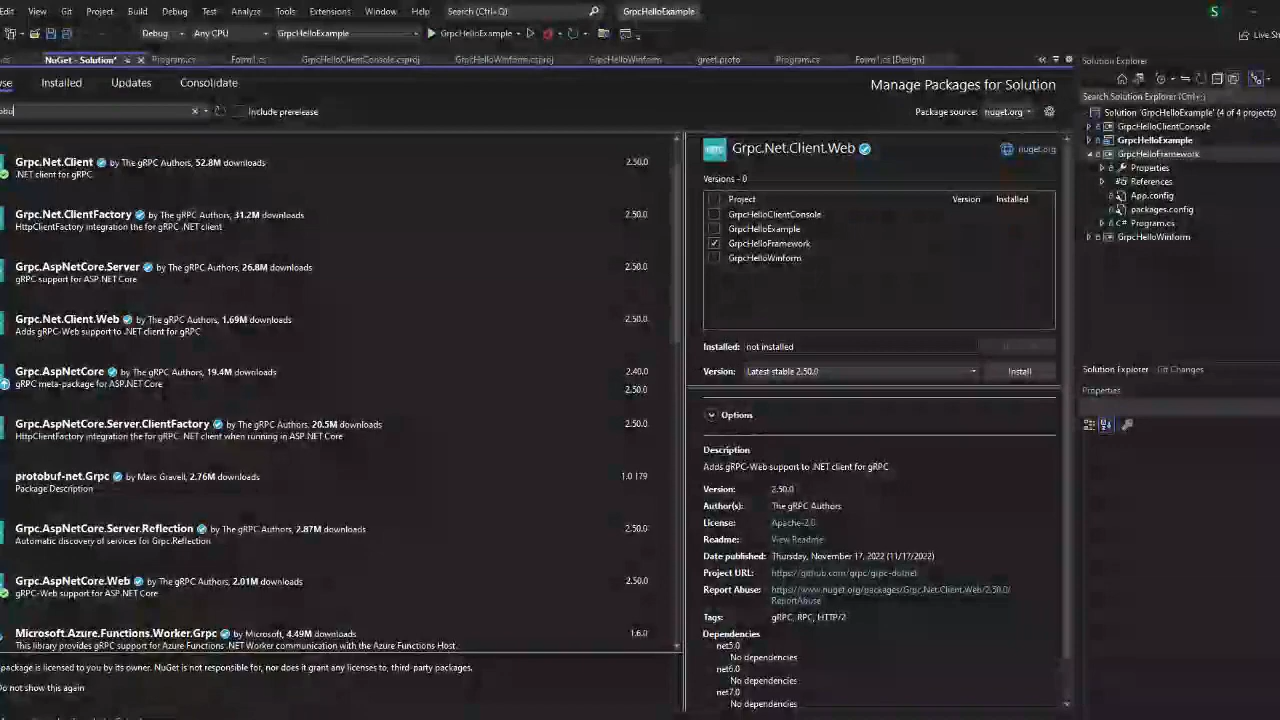 Edit View Git Project Build Debug Test Analyze Tools Extensions Window Help Search (Ctrl+Q) GrpcHelloExample S
Debug Any CPU GrpcHelloExample GrpcHelloExample Live Sh
NuGet - Solution* Program.cs Form1.cs GrpcHelloClientConsole.csproj GrpcHelloWinform.csproj GrpcHelloWinform greet.proto Program.cs Form1.cs [Design]
Solution Explorer
Installed Updates Consolidate
Manage Packages for Solution
Include prerelease
Package source: nuget.org
Search Solution Explorer (Ctrl+;)
Solution 'GrpcHelloExample' (4 of 4 projects)
GrpcHelloClientConsole
GrpcHelloExample
GrpcHelloFramework
Properties
References
App.config
packages.config
Program.cs
GrpcHelloWinform
Grpc.Net.Client by The gRPC Authors, 52.8M downloads 2.50.0
.NET client for gRPC
Grpc.Net.ClientFactory by The gRPC Authors, 31.2M downloads 2.50.0
HttpClientFactory integration the for gRPC .NET client
Grpc.AspNetCore.Server by The gRPC Authors, 26.8M downloads 2.50.0
gRPC support for ASP.NET Core
Grpc.Net.Client.Web by The gRPC Authors, 1.69M downloads 2.50.0
Adds gRPC-Web support to .NET client for gRPC
Grpc.AspNetCore by The gRPC Authors, 19.4M downloads 2.40.0
gRPC meta-package for ASP.NET Core 2.50.0
Grpc.AspNetCore.Server.ClientFactory by The gRPC Authors, 20.5M downloads 2.50.0
HttpClientFactory integration the for gRPC .NET client when running in ASP.NET Core
protobuf-net.Grpc by Marc Gravell, 2.76M downloads 1.0.179
Package Description
Grpc.AspNetCore.Server.Reflection by The gRPC Authors, 2.87M downloads 2.50.0
Automatic discovery of services for Grpc.Reflection
Grpc.AspNetCore.Web by The gRPC Authors, 2.01M downloads 2.50.0
gRPC-Web support for ASP.NET Core
Microsoft.Azure.Functions.Worker.Grpc by Microsoft, 4.49M downloads 1.6.0
This library provides gRPC support for Azure Functions .NET Worker communication with the Azure Functions Host.
package is licensed to you by its owner. NuGet is not responsible for, nor does it grant any licenses to, third-party packages.
Do not show this again
Grpc.Net.Client.Web nuget.org
Versions - 0
Project Version Installed
GrpcHelloClientConsole
GrpcHelloExample
GrpcHelloFramework
GrpcHelloWinform
Installed: not installed
Version: Latest stable 2.50.0 Install
Options
Description
Adds gRPC-Web support to .NET client for gRPC
Version: 2.50.0
Author(s): The gRPC Authors
License: Apache-2.0
Readme: View Readme
Date published: Thursday, November 17, 2022 (11/17/2022)
Project URL: https://github.com/grpc/grpc-dotnet
Report Abuse: https://www.nuget.org/packages/Grpc.Net.Client.Web/2.50.0/
ReportAbuse
Tags: gRPC, RPC, HTTP/2
Dependencies
net5.0
No dependencies
net6.0
No dependencies
net7.0
No dependencies
Solution Explorer Git Changes
Properties